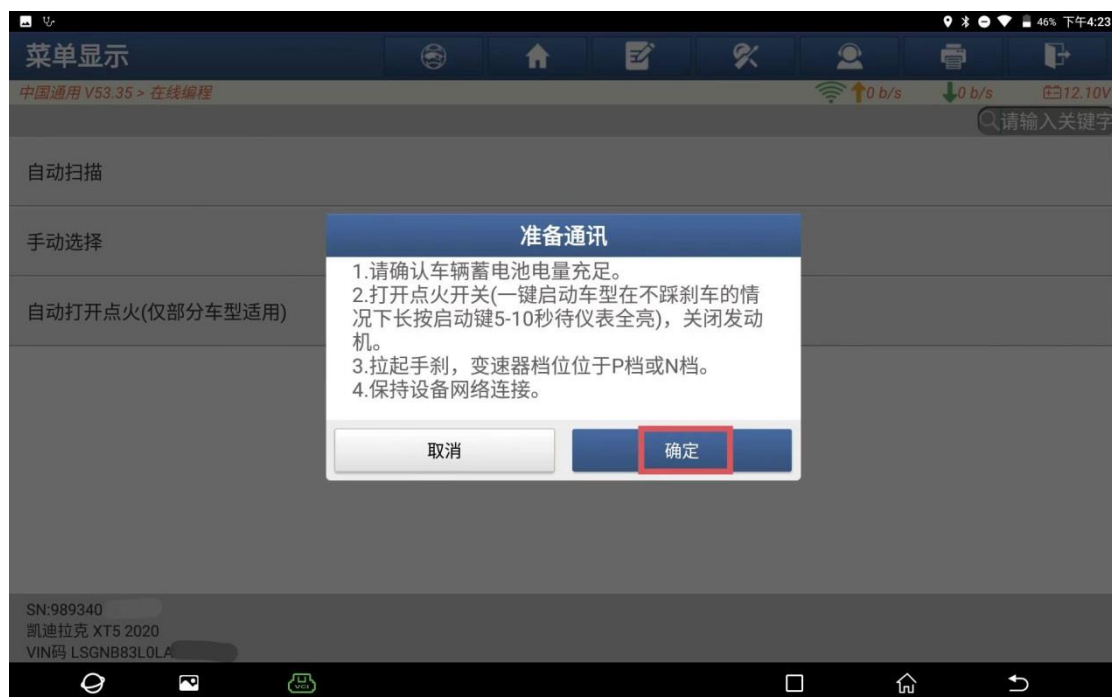 46% 下午4:23
菜单显示
中国通用 V53.35 > 在线编程
0 b/s
0 b/s
12.10V
请输入关键字
自动扫描
手动选择
自动打开点火(仅部分车型适用)
准备通讯
1.请确认车辆蓄电池电量充足。
2.打开点火开关(一键启动车型在不踩刹车的情
况下长按启动键5-10秒待仪表全亮)，关闭发动
机。
3.拉起手刹，变速器档位位于P档或N档。
4.保持设备网络连接。
取消
确定
SN:989340
凯迪拉克 XT5 2020
VIN码 LSGNB83L0LA
VCI